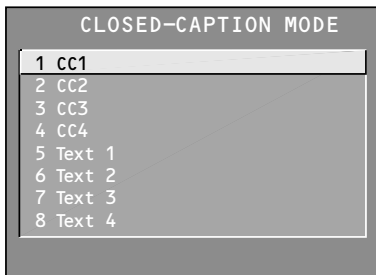 CLOSED-CAPTION MODE
1 CC1
2 CC2
3 CC3
4 CC4
5 Text 1
6 Text 2
7 Text 3
8 Text 4